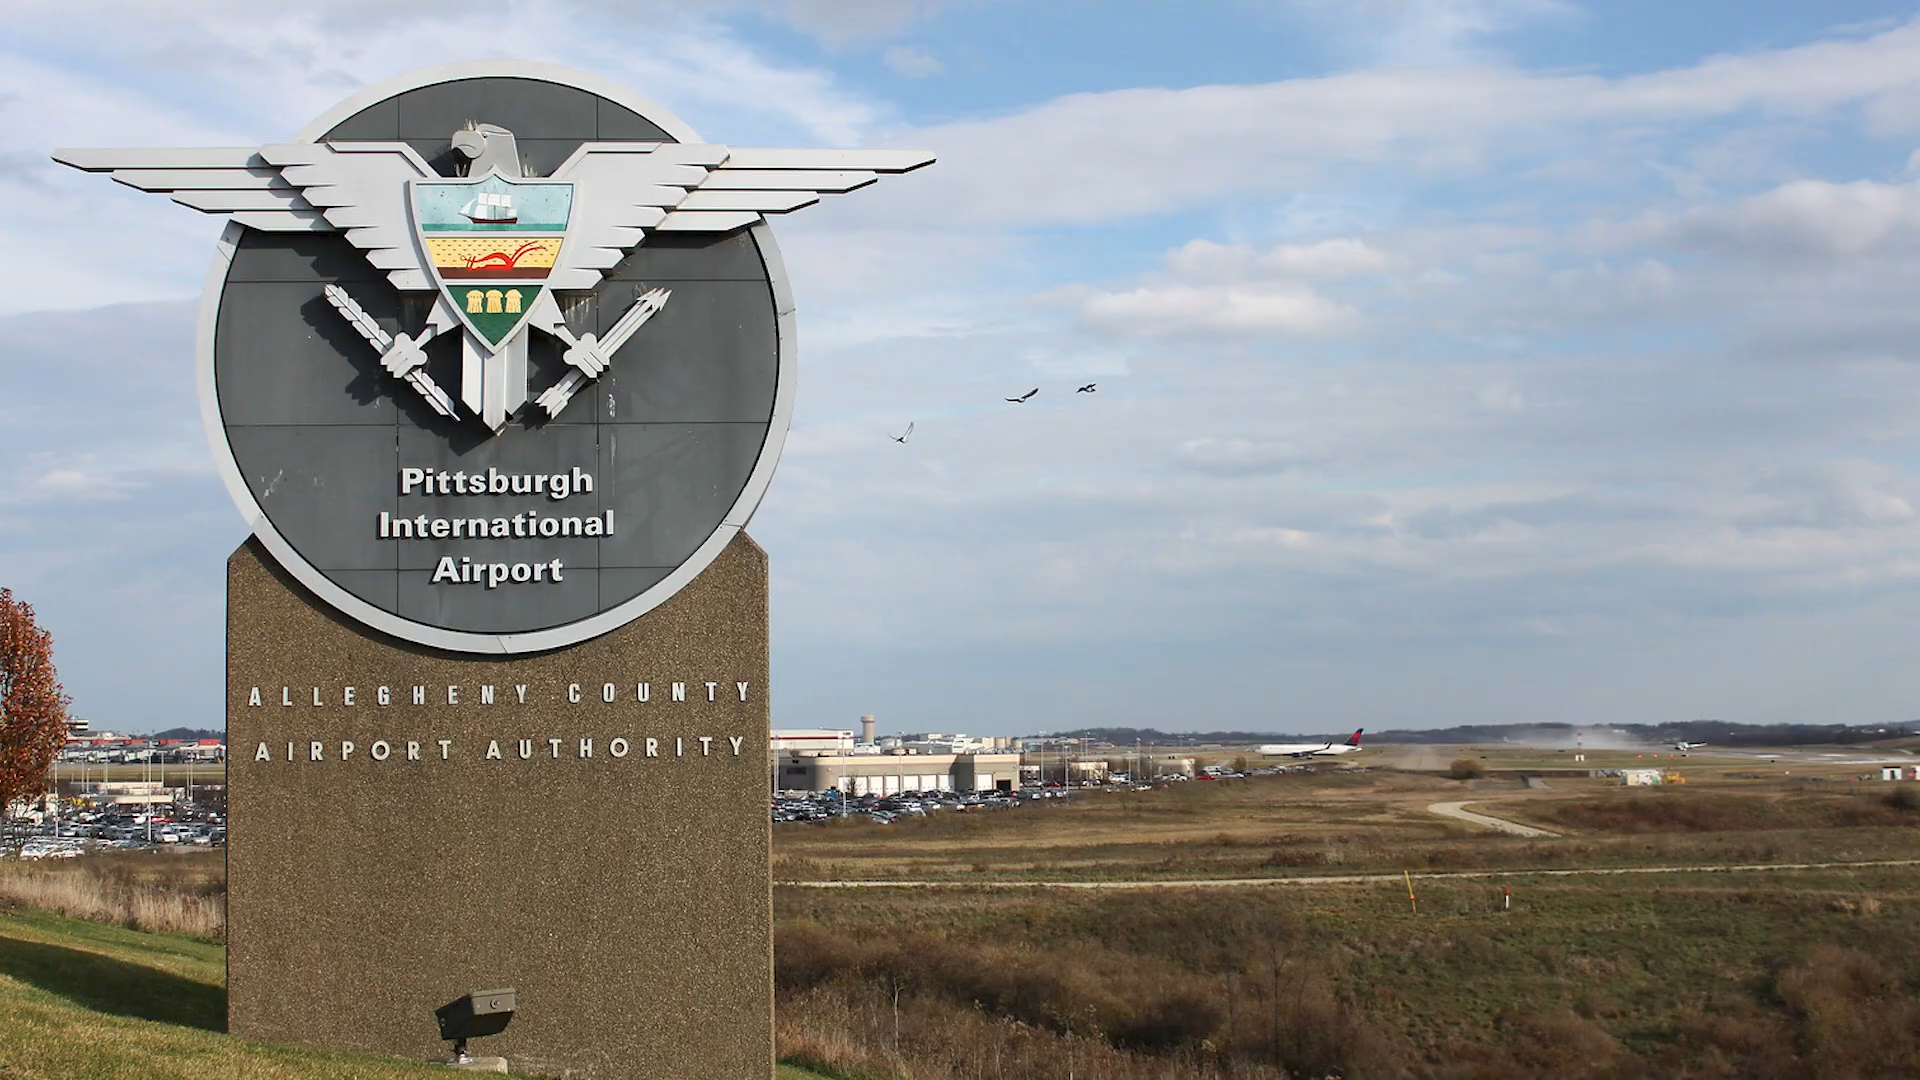 Pittsburgh
International
Airport
ALLEGHENY COUNTY
AIRPORT AUTHORITY